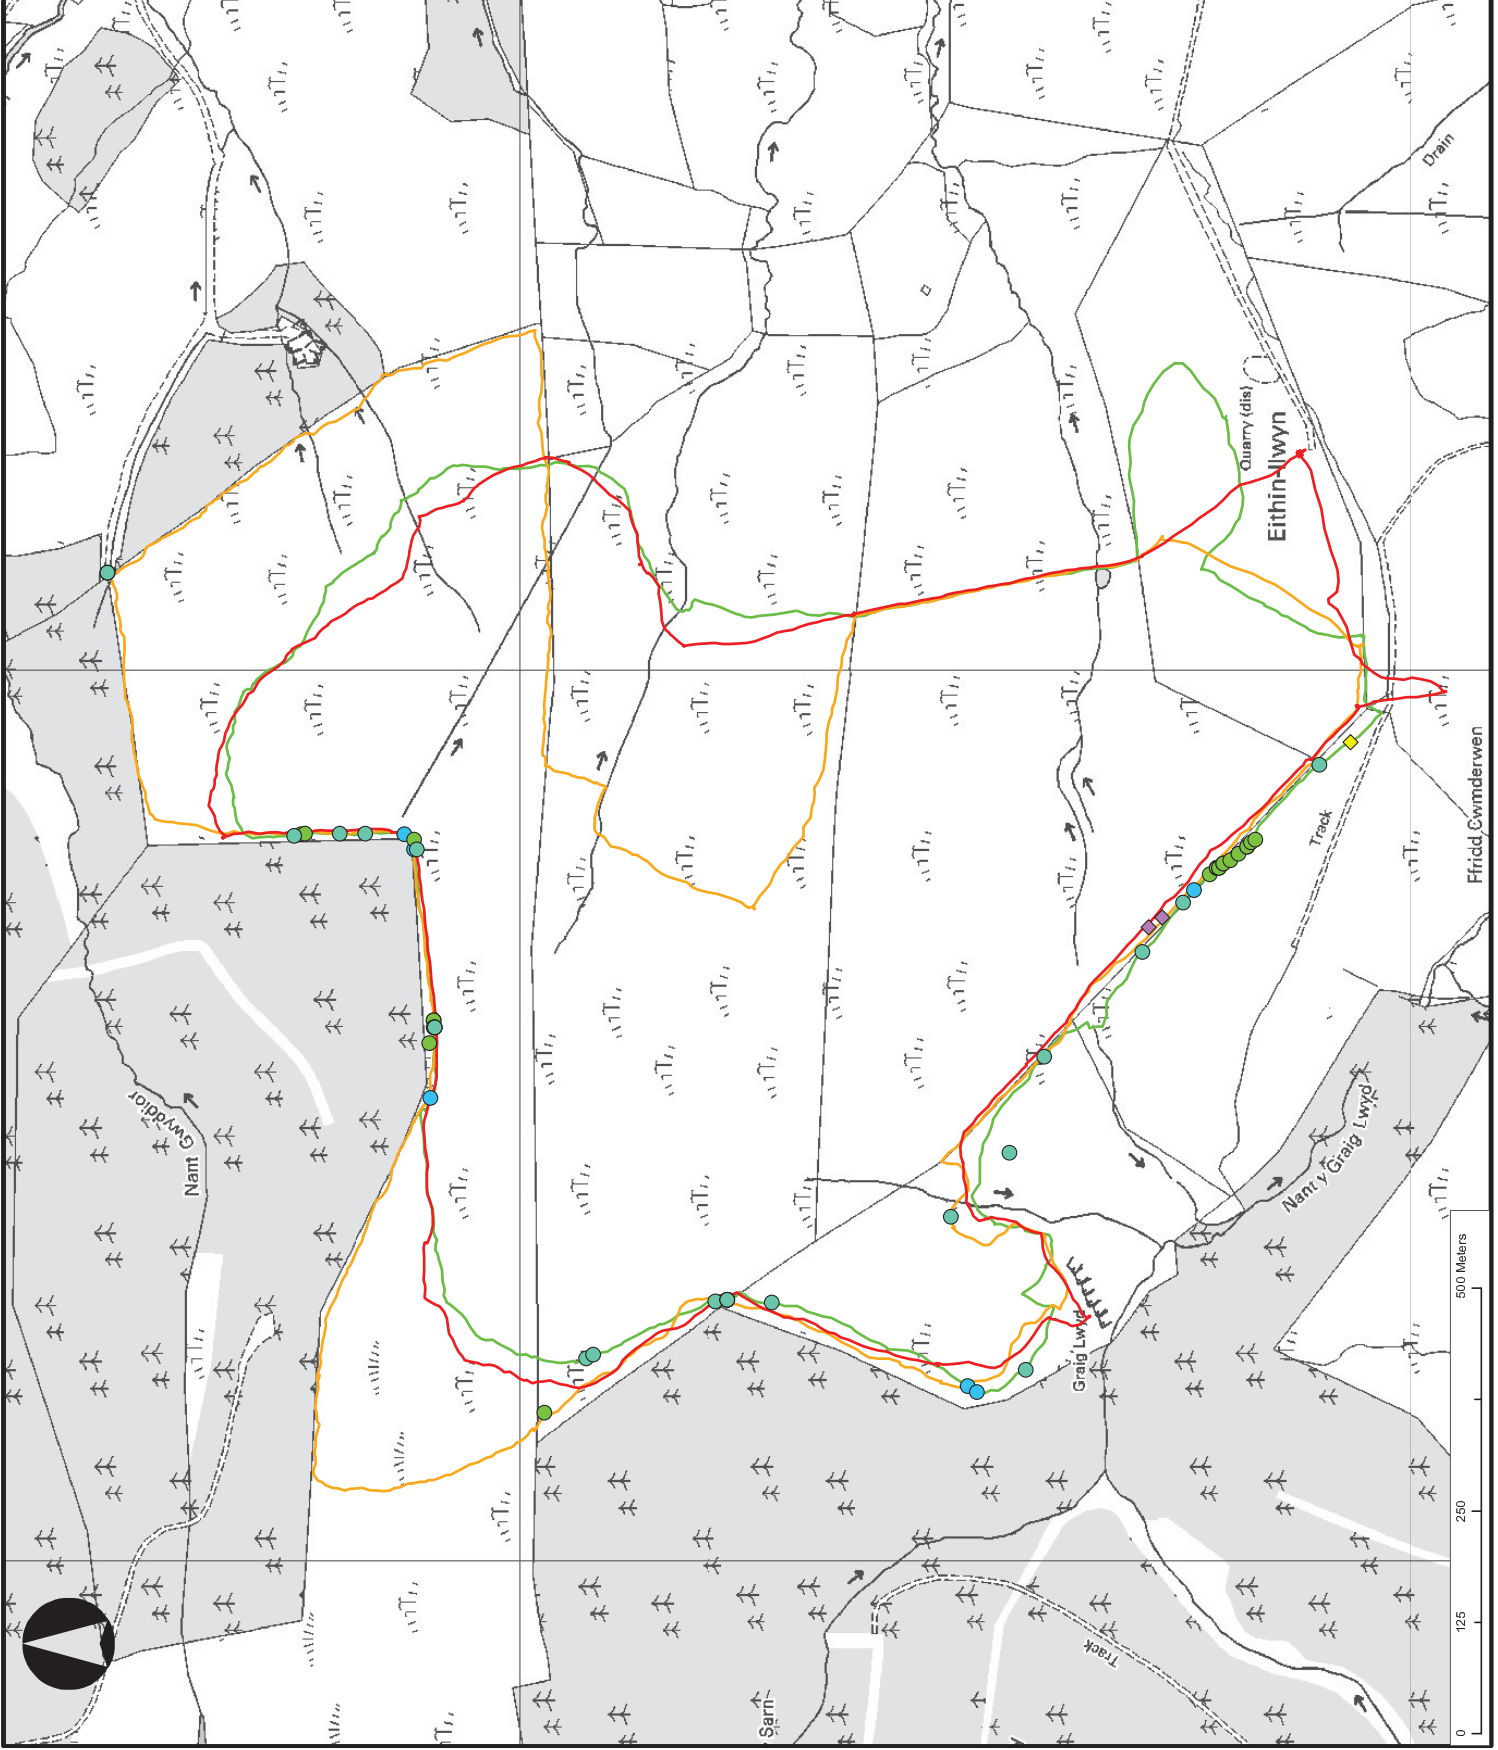 Drain
Quarry (dis)
Eithin-llwyn
Ffridd Cwmderwen
Track
Nant Gwyddior
Nant y Graig Lwyd
Graig Lwyd
Track
Sarn
0 125 250 500 Meters